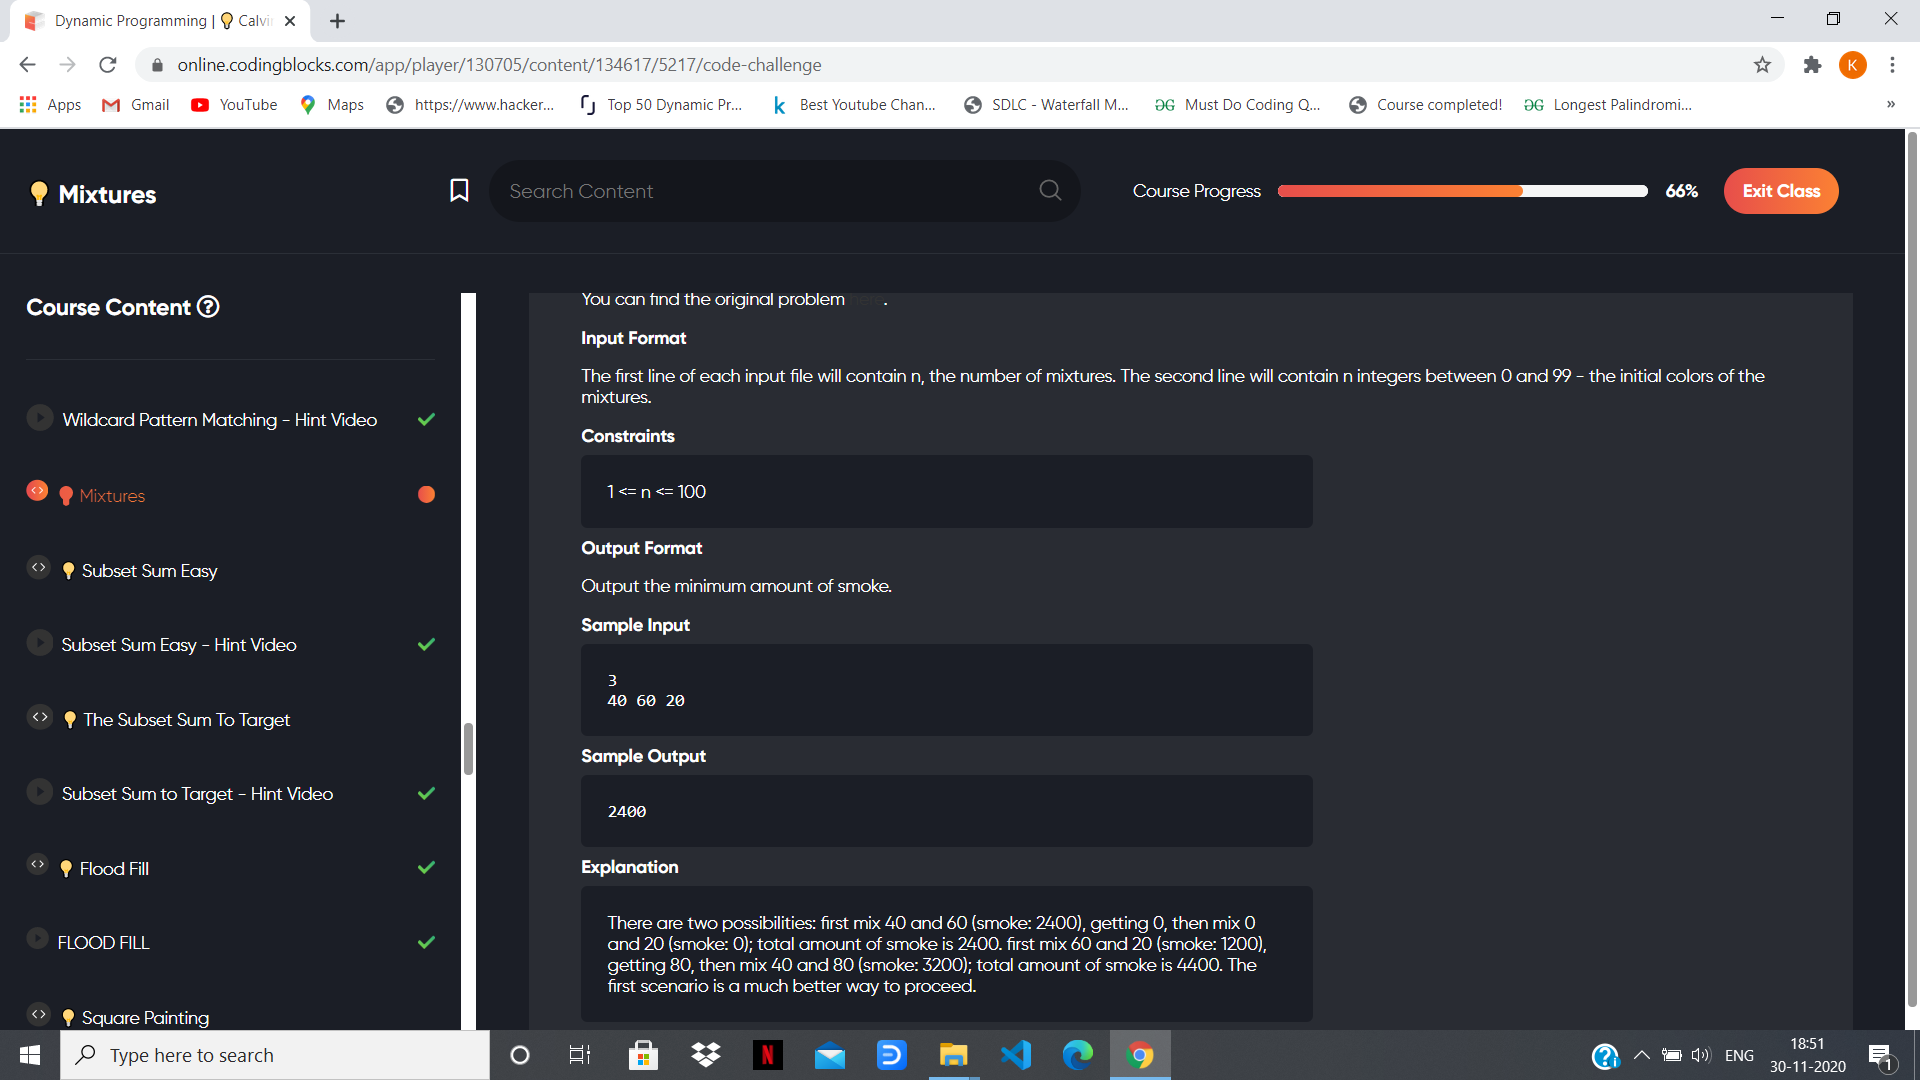 Dynamic Programming | 💡 Calvi
online.codingblocks.com/app/player/130705/content/134617/5217/code-challenge
K
Apps Gmail YouTube Maps https://www.hacker... Top 50 Dynamic Pr... Best Youtube Chan... SDLC - Waterfall M... Must Do Coding Q... Course completed! Longest Palindromi... »
💡 Mixtures
Search Content
Course Progress 66% Exit Class
Course Content
Wildcard Pattern Matching - Hint Video
Mixtures
Subset Sum Easy
Subset Sum Easy - Hint Video
The Subset Sum To Target
Subset Sum to Target - Hint Video
Flood Fill
FLOOD FILL
Square Painting
You can find the original problem here.
Input Format
The first line of each input file will contain n, the number of mixtures. The second line will contain n integers between 0 and 99 - the initial colors of the
mixtures.
Constraints
1 <= n <= 100
Output Format
Output the minimum amount of smoke.
Sample Input
3
40 60 20
Sample Output
2400
Explanation
There are two possibilities: first mix 40 and 60 (smoke: 2400), getting 0, then mix 0
and 20 (smoke: 0); total amount of smoke is 2400. first mix 60 and 20 (smoke: 1200),
getting 80, then mix 40 and 80 (smoke: 3200); total amount of smoke is 4400. The
first scenario is a much better way to proceed.
Type here to search
ENG
18:51
30-11-2020
1